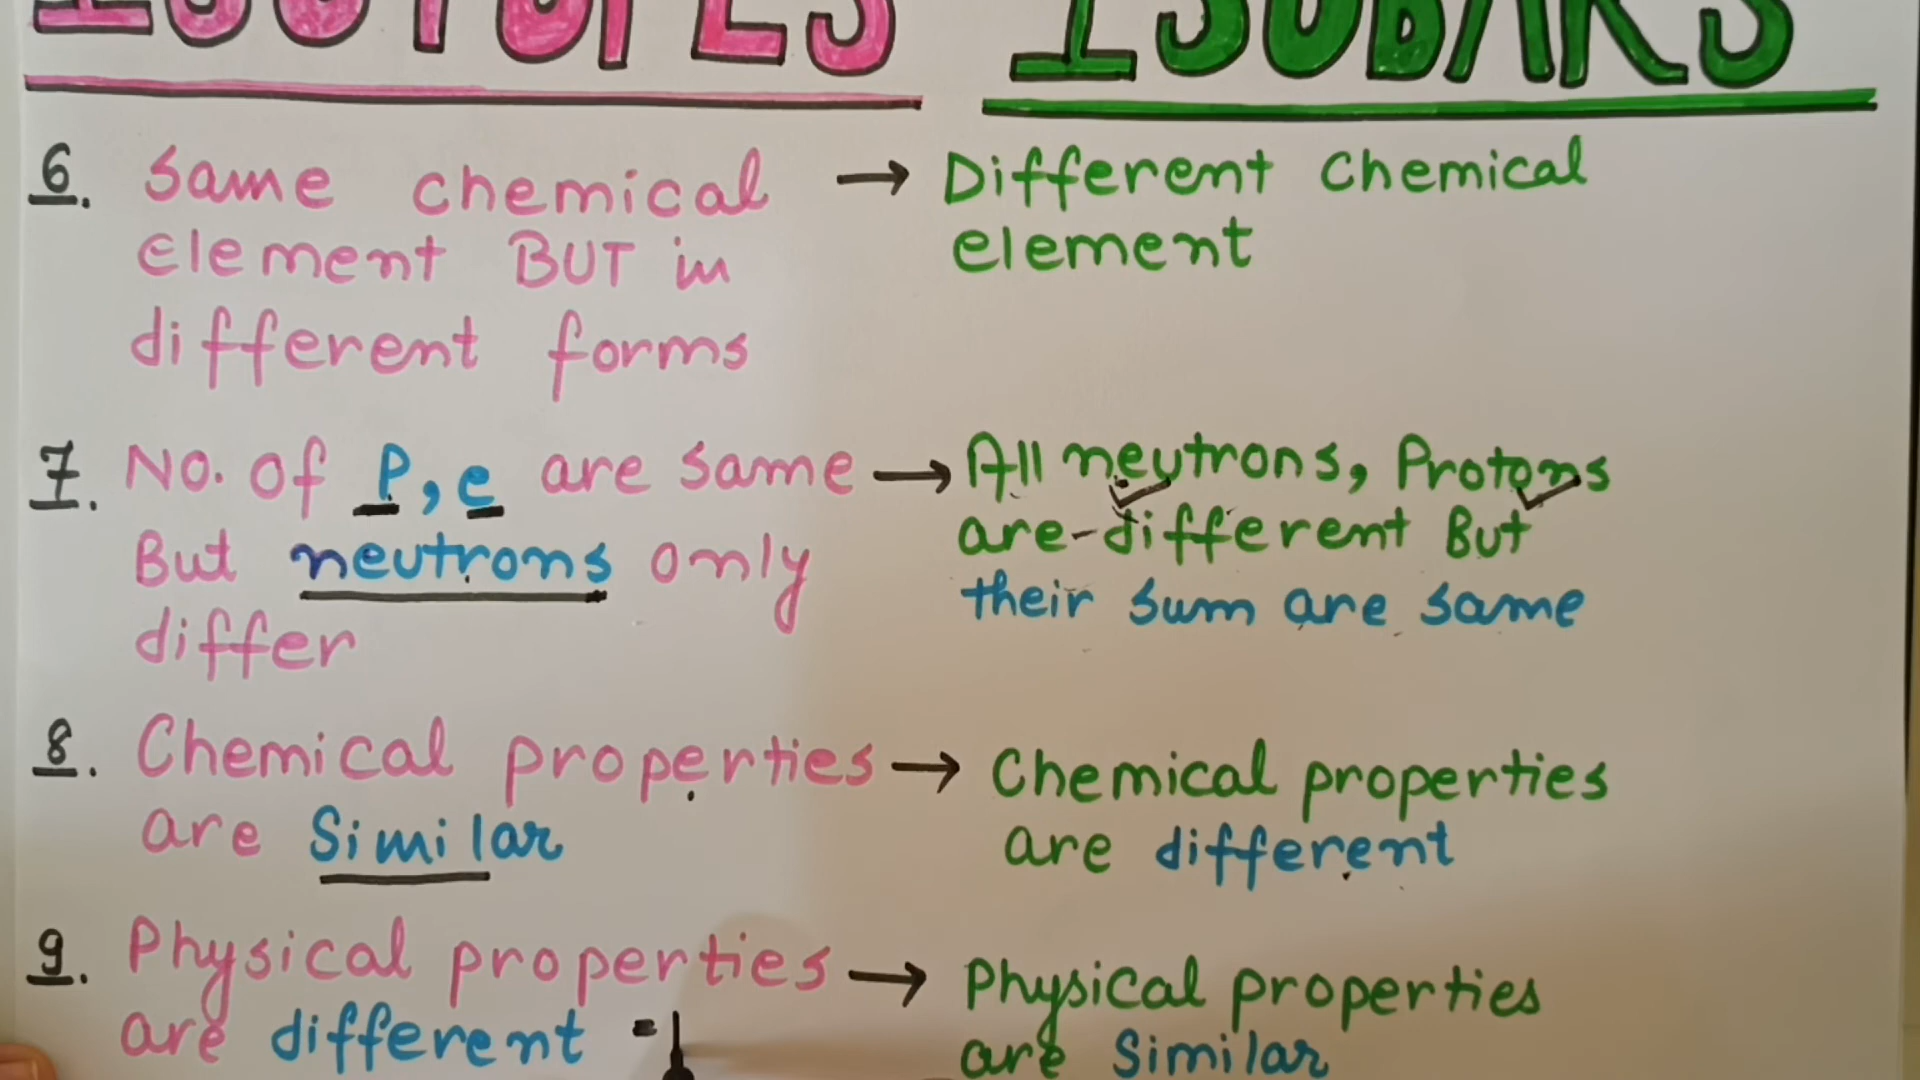 ISOTOPES
ISOBARS
6. Same chemical
element BUT in
different forms
→ Different Chemical
element
7. No. of P, e are same
But neutrons only
differ
→ All neutrons, Protons
are different But
their sum are same
8. Chemical properties
are Similar
→ Chemical properties
are different
9. Physical properties
are different
→ Physical properties
are Similar